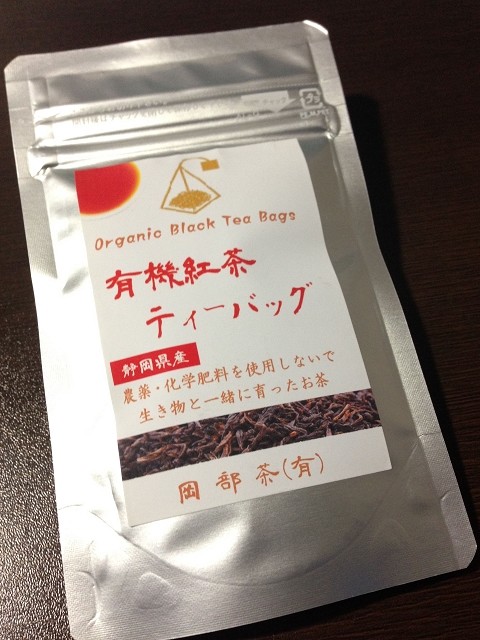 Organic Black Tea Bags
有機紅茶
ティーバッグ
静岡県産
農薬・化学肥料を使用しないで
生き物と一緒に育ったお茶
岡部茶(有)